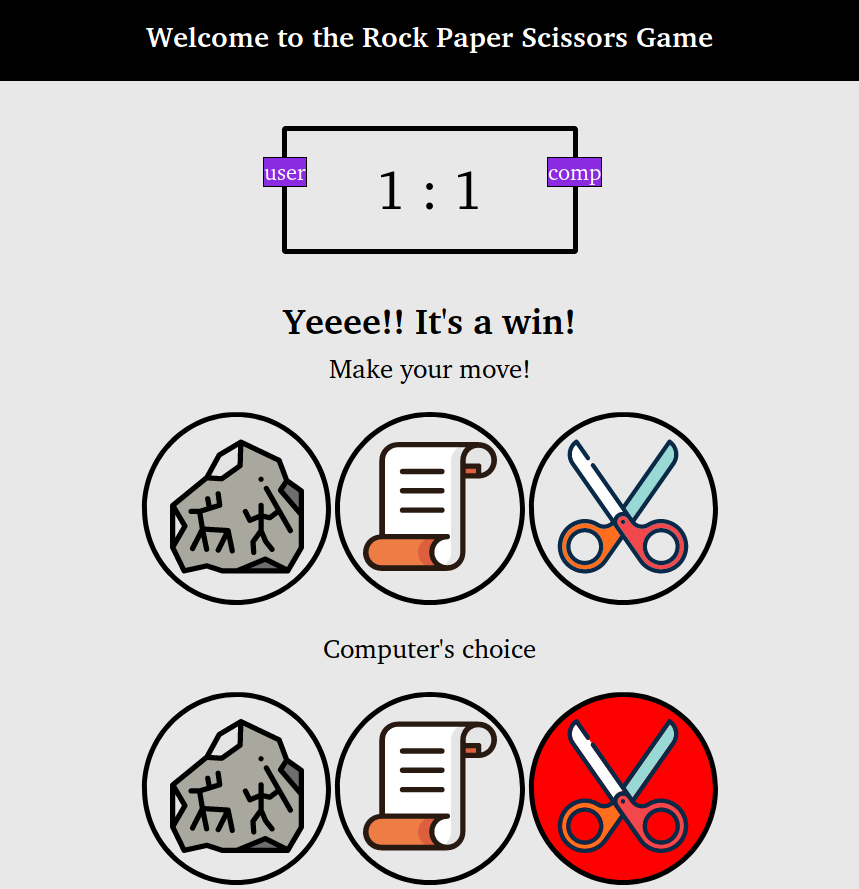 Welcome to the Rock Paper Scissors Game
user
1 : 1
comp
Yeeee!! It's a win!
Make your move!
Computer's choice